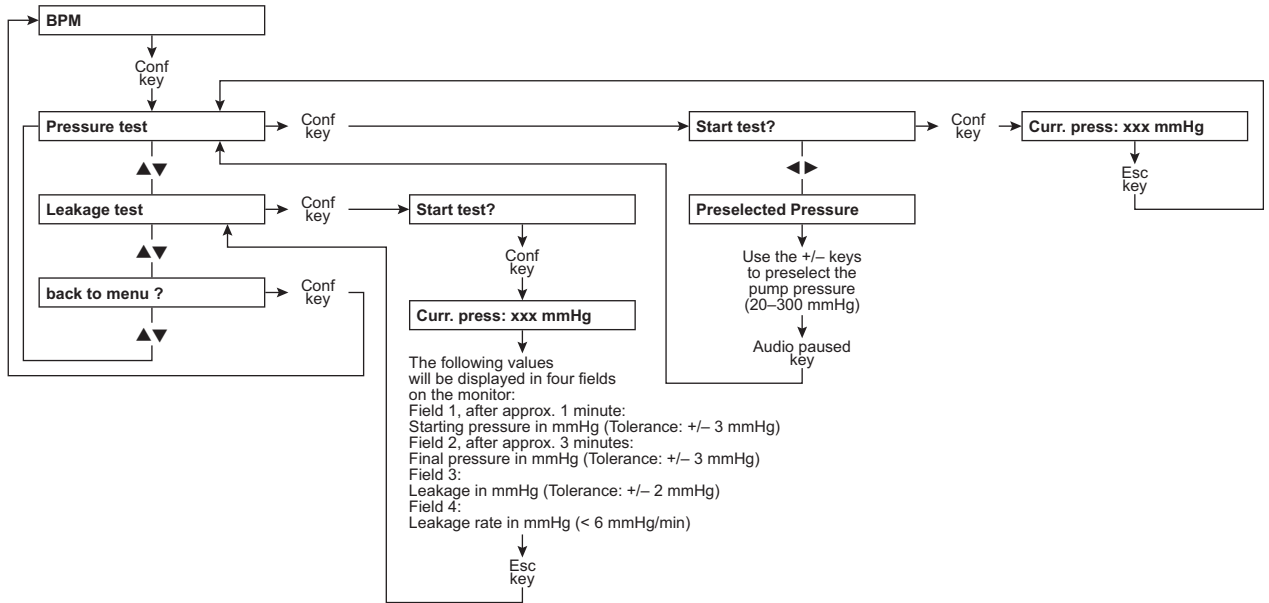 BPM
Conf
key
Pressure test
Conf
key
Start test?
Conf
key
Curr. press: xxx mmHg
Esc
key
▲▼
◄►
Leakage test
Conf
key
Start test?
Preselected Pressure
▲▼
Conf
key
Use the +/– keys
to preselect the
pump pressure
(20–300 mmHg)
back to menu ?
Conf
key
Curr. press: xxx mmHg
▲▼
Audio paused
key
The following values
will be displayed in four fields
on the monitor:
Field 1, after approx. 1 minute:
Starting pressure in mmHg (Tolerance: +/– 3 mmHg)
Field 2, after approx. 3 minutes:
Final pressure in mmHg (Tolerance: +/– 3 mmHg)
Field 3:
Leakage in mmHg (Tolerance: +/– 2 mmHg)
Field 4:
Leakage rate in mmHg (< 6 mmHg/min)
Esc
key